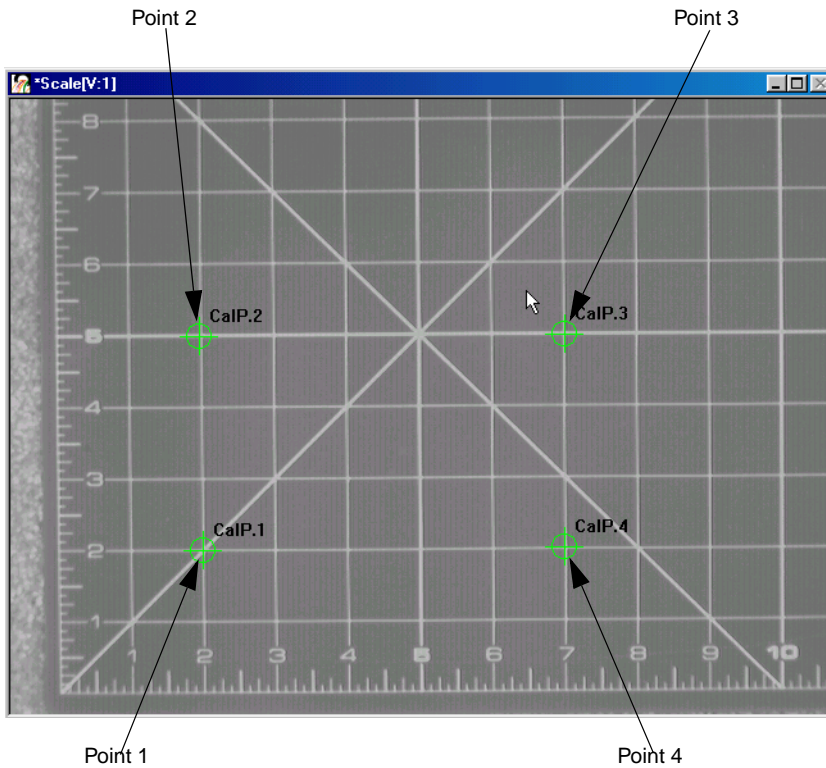 Point 2
Point 3
*Scale[V:1]
8
7
6
CalP.2
CalP.3
5
4
3
CalP.1
CalP.4
2
1
1 2 3 4 5 6 7 8 9 10
Point 1
Point 4